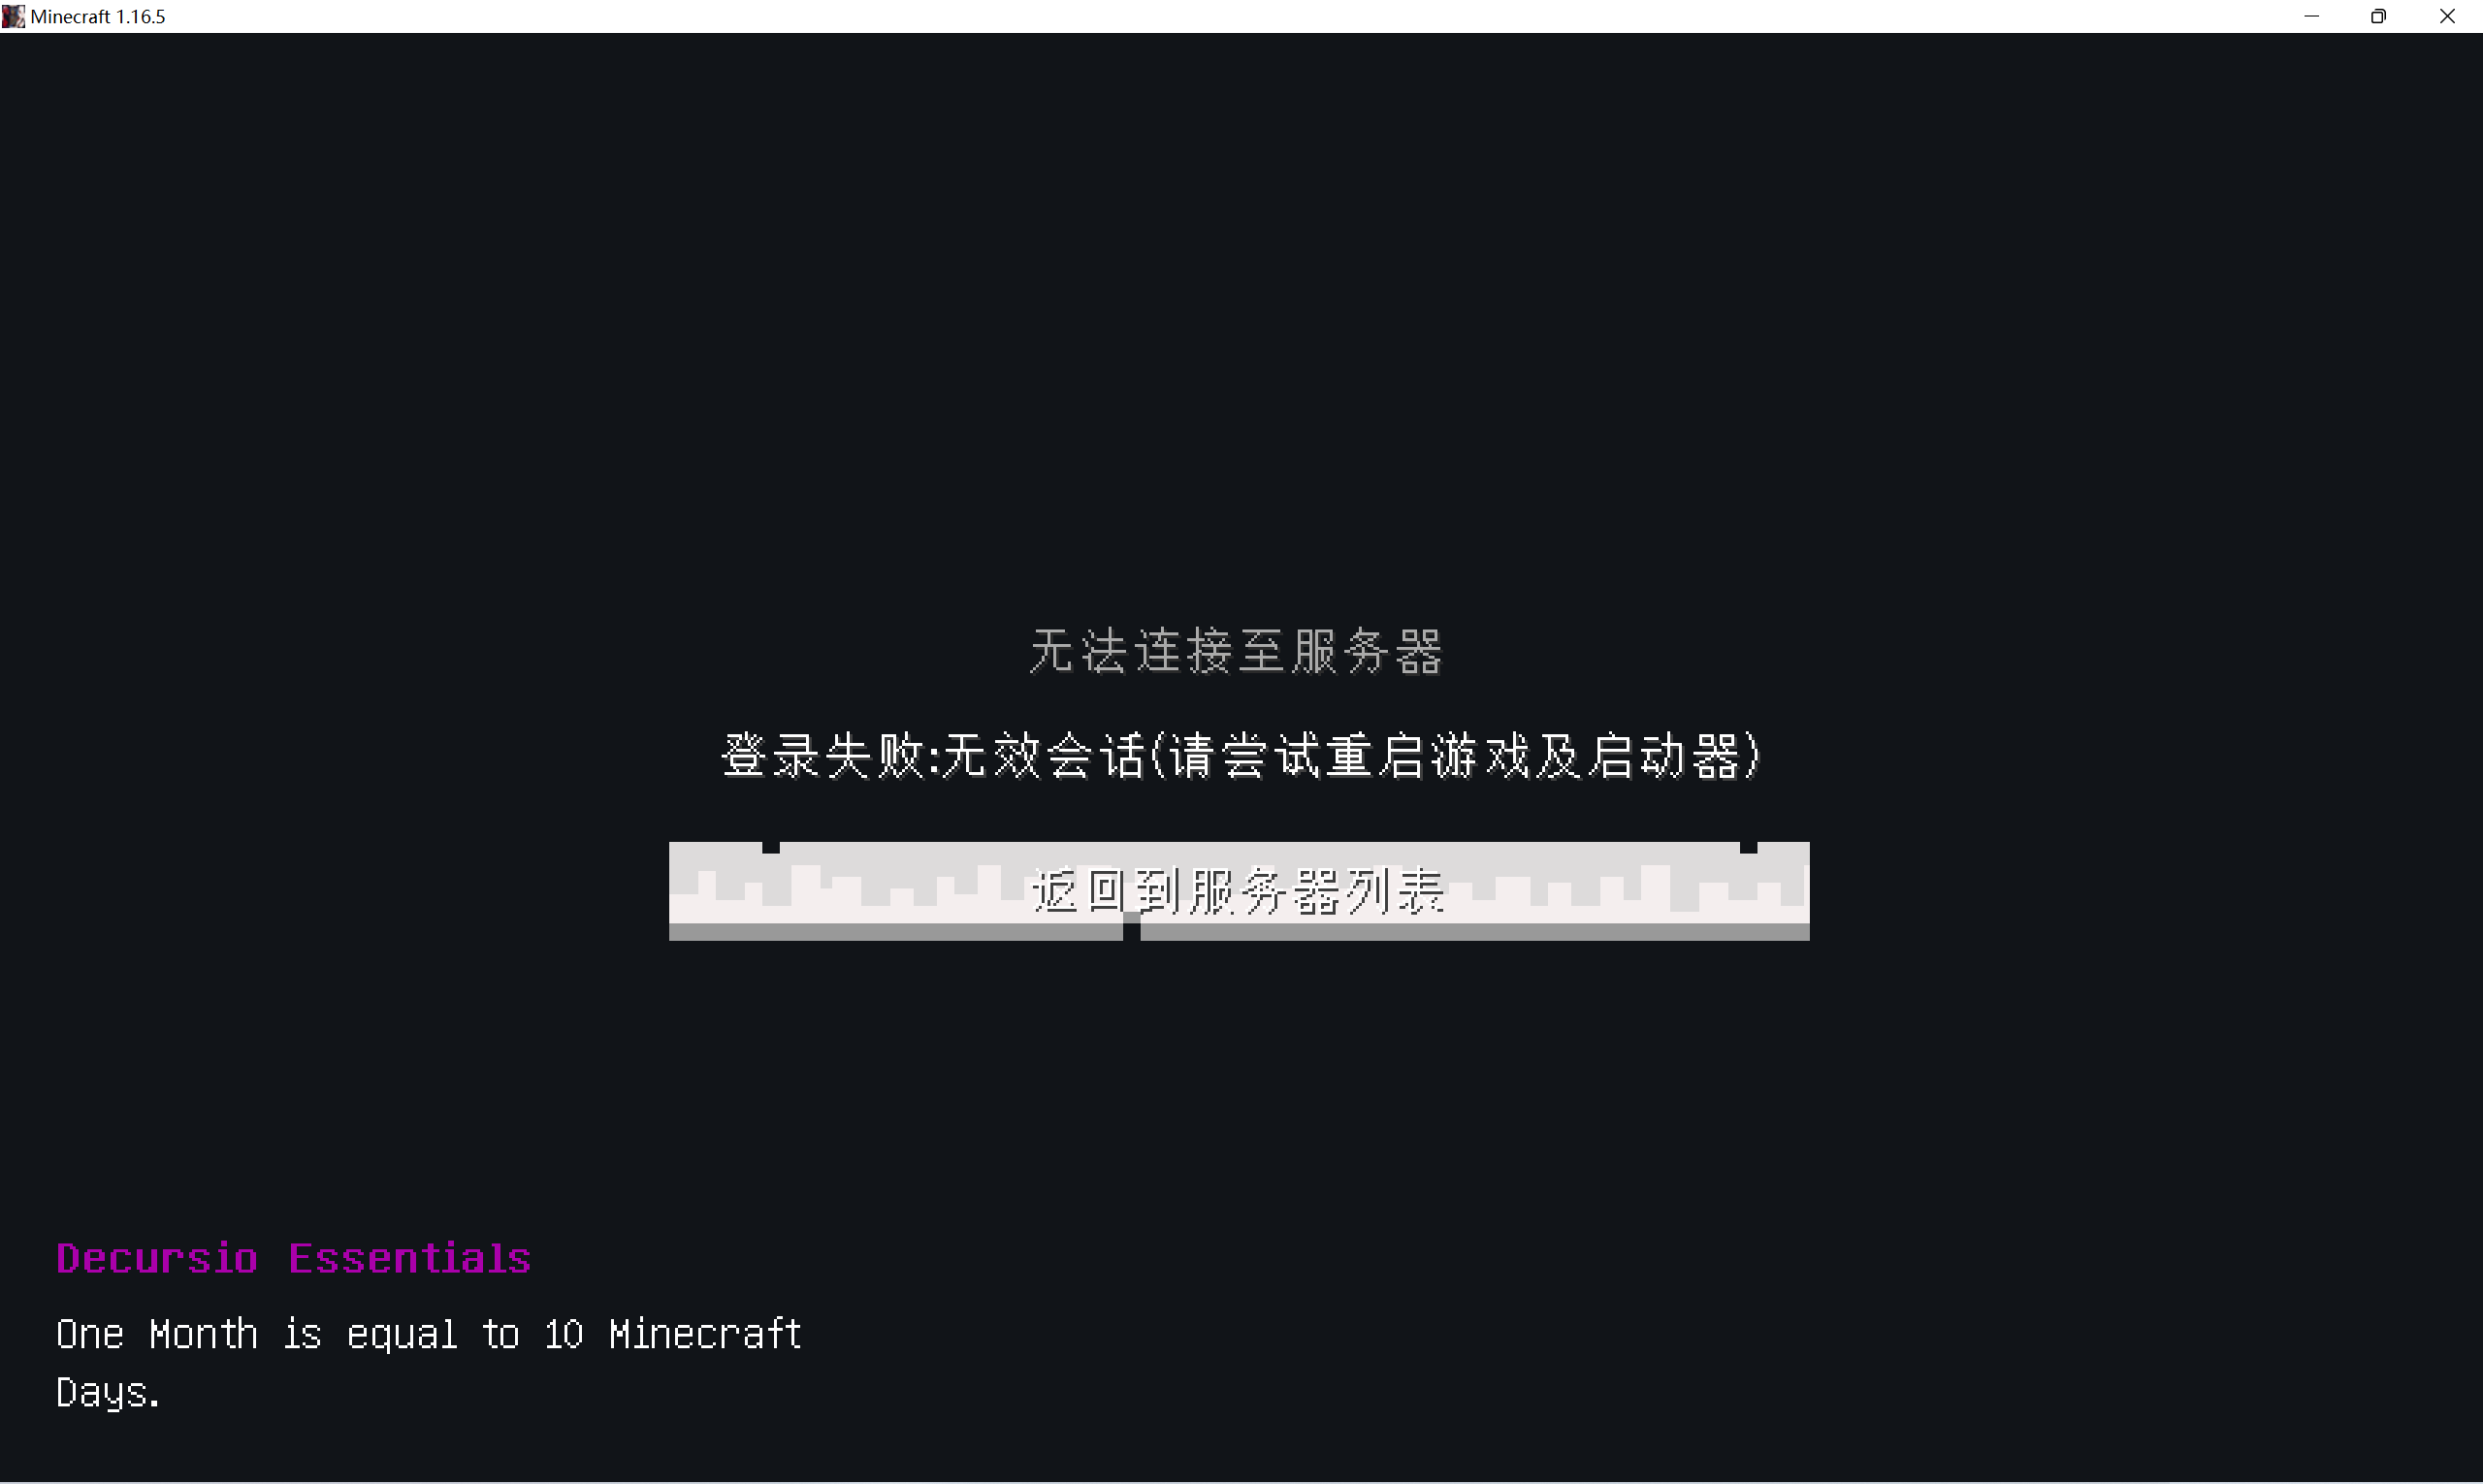 Minecraft 1.16.5
无法连接至服务器
登录失败:无效会话(请尝试重启游戏及启动器)
返回到服务器列表
Decursio Essentials
One Month is equal to 10 Minecraft
Days.